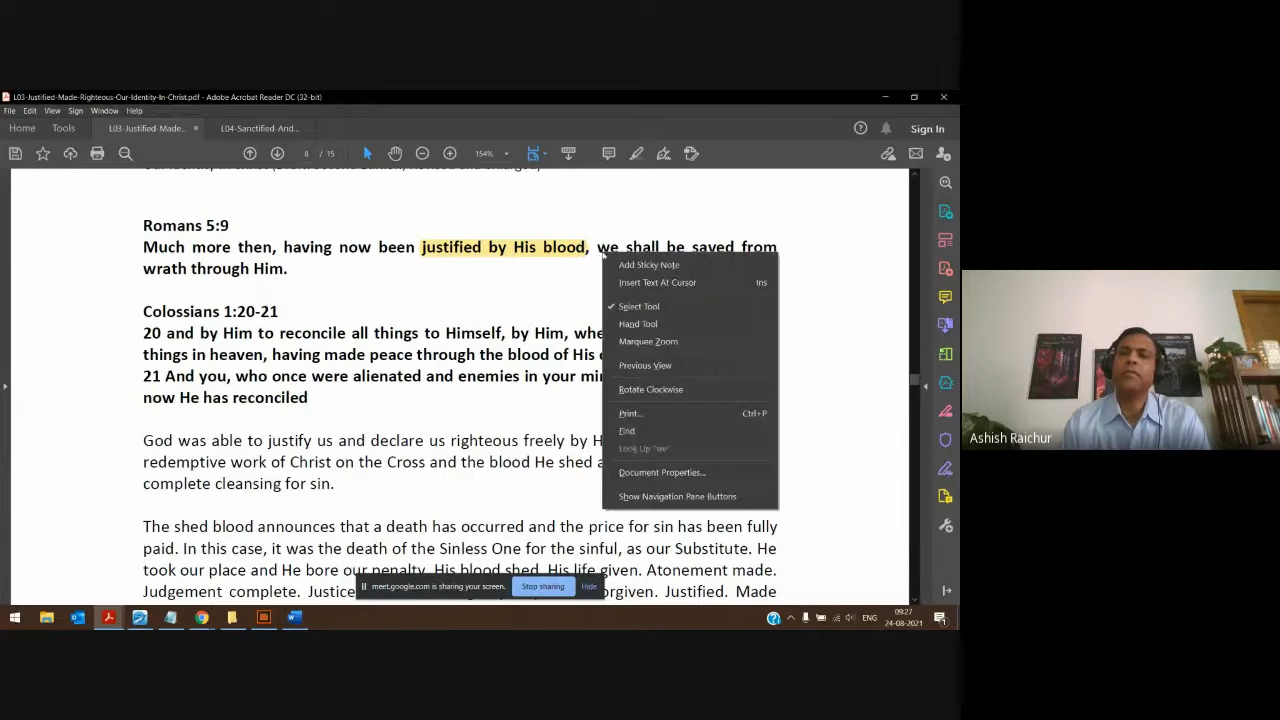 L03-Justified-Made-Righteous-Our-Identity-In-Christ.pdf - Adobe Acrobat Reader DC (32-bit)
File Edit View Sign Window Help
Home Tools L03-Justified-Made... × L04-Sanctified-And... Sign In
8 / 15 154%
Romans 5:9
Much more then, having now been justified by His blood, we shall be saved from
wrath through Him.
Colossians 1:20-21
20 and by Him to reconcile all things to Himself, by Him, whe
things in heaven, having made peace through the blood of His
21 And you, who once were alienated and enemies in your
now He has reconciled
God was able to justify us and declare us righteous freely by H
redemptive work of Christ on the Cross and the blood He shed a
complete cleansing for sin.
The shed blood announces that a death has occurred and the price for sin has been fully
paid. In this case, it was the death of the Sinless One for the sinful, as our Substitute. He
took our place and He bore our penalty. His blood shed. His life given. Atonement made.
Judgement complete. Justice rgiven. Justified. Made
Add Sticky Note
Insert Text At Cursor Ins
Select Tool
Hand Tool
Marquee Zoom
Previous View
Rotate Clockwise
Print... Ctrl+P
Find
Look Up "we"
Document Properties...
Show Navigation Pane Buttons
meet.google.com is sharing your screen. Stop sharing Hide
ENG
09:27
24-08-2021
Ashish Raichur